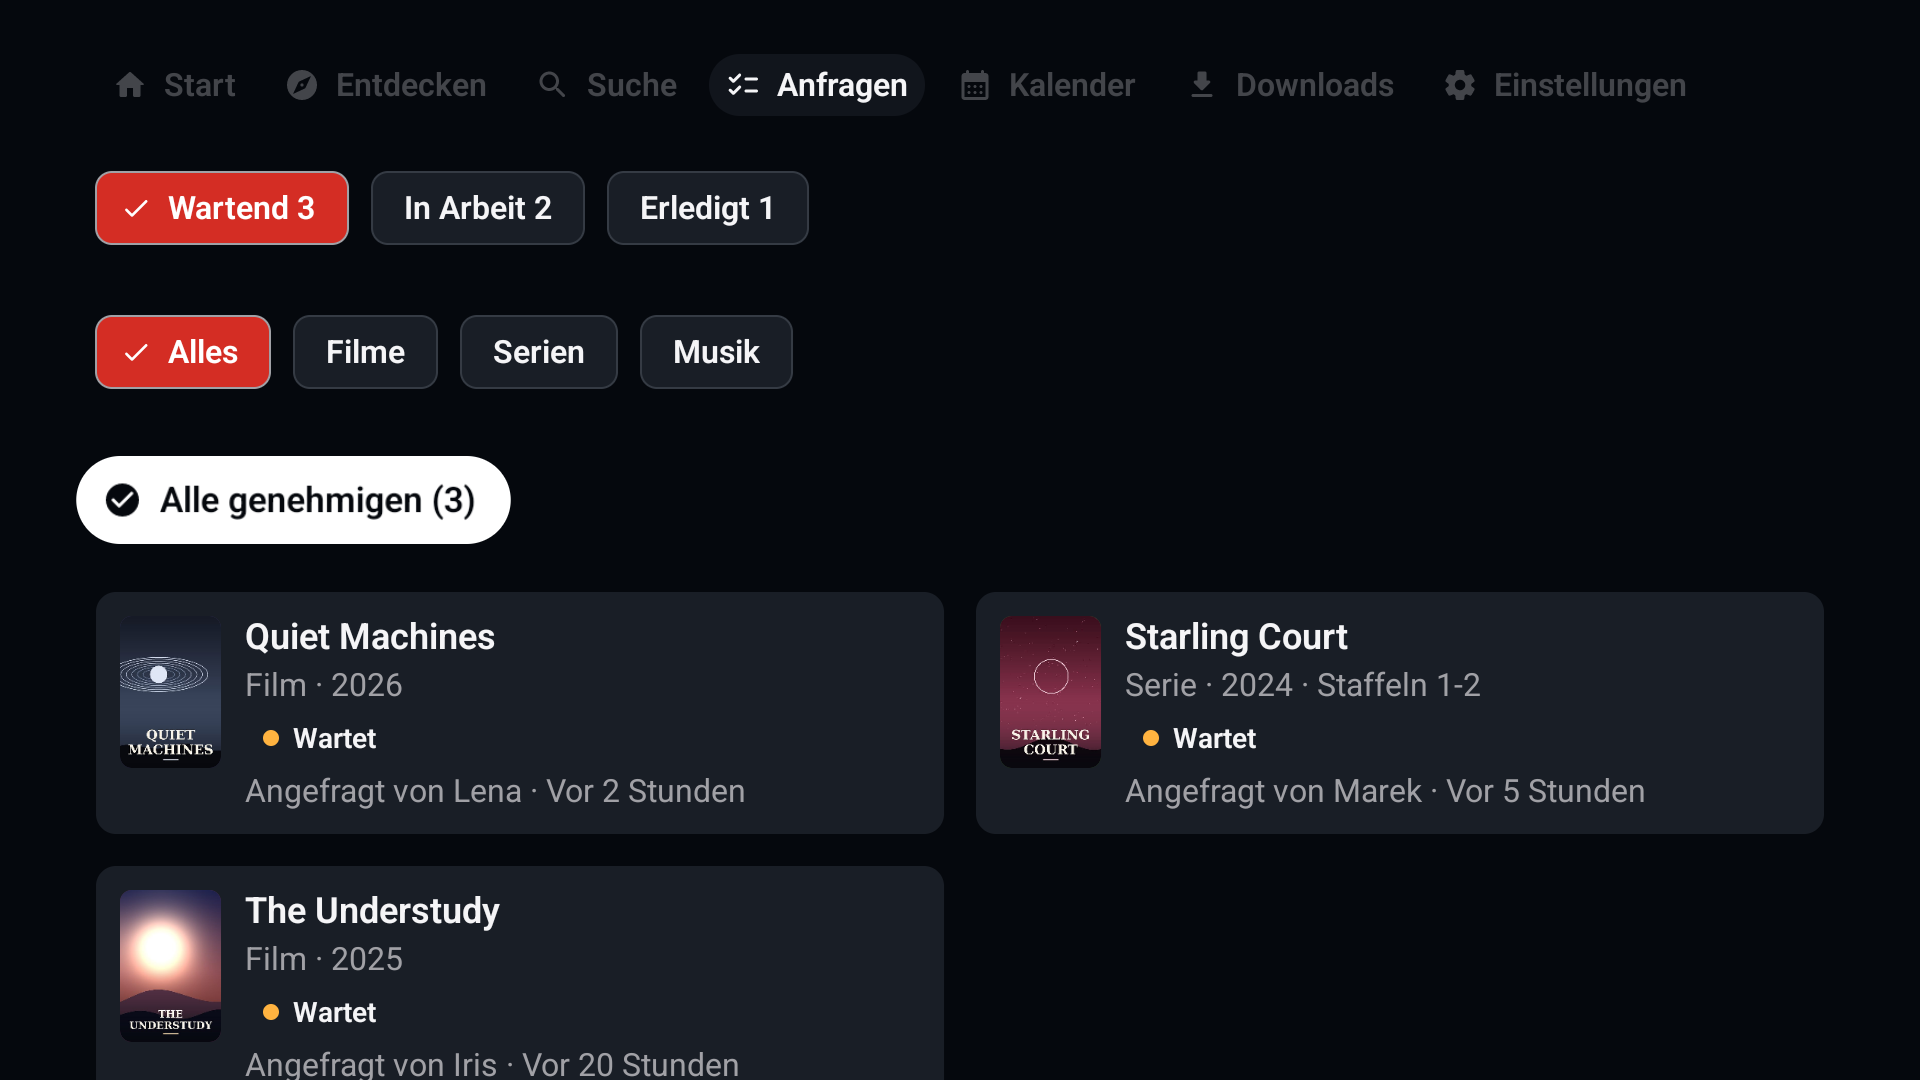 Start Entdecken Suche Anfragen Kalender Downloads Einstellungen
Wartend 3 In Arbeit 2 Erledigt 1
Alles Filme Serien Musik
Alle genehmigen (3)
QUIET
MACHINES
Quiet Machines
Film · 2026
Wartet
Angefragt von Lena · Vor 2 Stunden
STARLING
COURT
Starling Court
Serie · 2024 · Staffeln 1-2
Wartet
Angefragt von Marek · Vor 5 Stunden
THE
UNDERSTUDY
The Understudy
Film · 2025
Wartet
Angefragt von Iris · Vor 20 Stunden